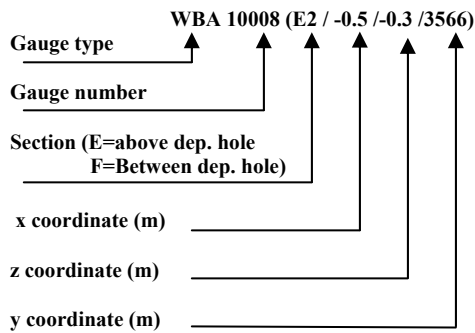 WBA 10008 (E2 / -0.5 /-0.3 /3566)
Gauge type
Gauge number
Section (E=above dep. hole
F=Between dep. hole)
x coordinate (m)
z coordinate (m)
y coordinate (m)